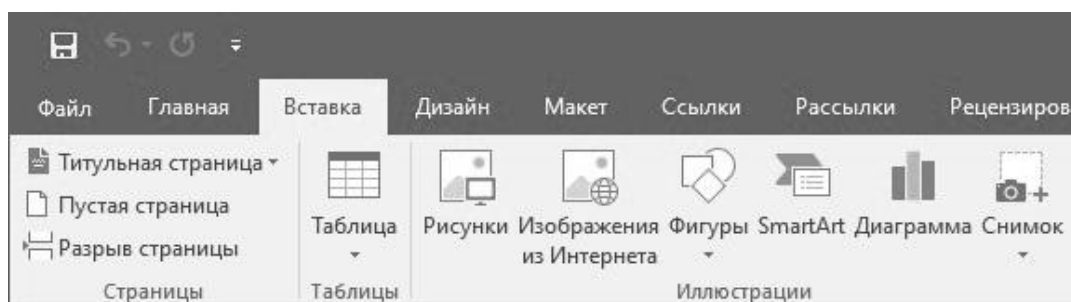 Файл Главная Вставка Дизайн Макет Ссылки Рассылки Рецензиров
Титульная страница
Пустая страница
Разрыв страницы
Страницы
Таблица
Таблицы
Рисунки
Изображения
из Интернета
Фигуры
SmartArt
Диаграмма
Снимок
Иллюстрации